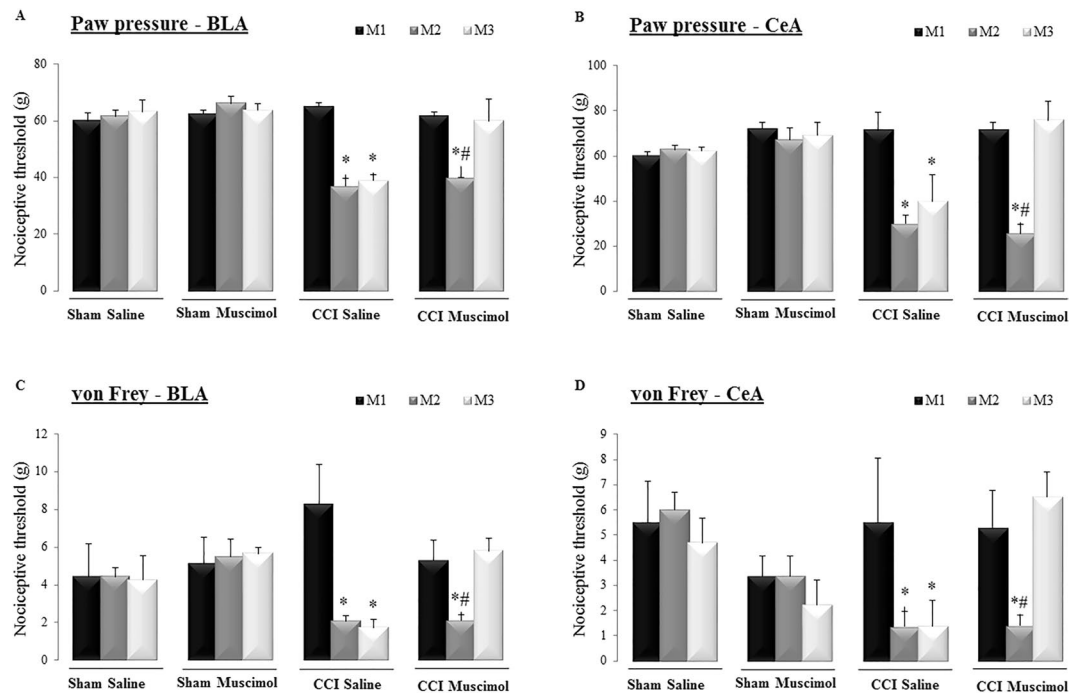 A
Paw pressure - BLA
M1 M2 M3
Nociceptive threshold (g)
80
60
40
20
0
* * *#
Sham Saline Sham Muscimol CCI Saline CCI Muscimol
B
Paw pressure - CeA
M1 M2 M3
Nociceptive threshold (g)
100
80
60
40
20
0
* * *#
Sham Saline Sham Muscimol CCI Saline CCI Muscimol
C
von Frey - BLA
M1 M2 M3
Nociceptive threshold (g)
12
10
8
6
4
2
0
* * *#
Sham Saline Sham Muscimol CCI Saline CCI Muscimol
D
von Frey - CeA
M1 M2 M3
Nociceptive threshold (g)
9
8
7
6
5
4
3
2
1
0
* * *#
Sham Saline Sham Muscimol CCI Saline CCI Muscimol